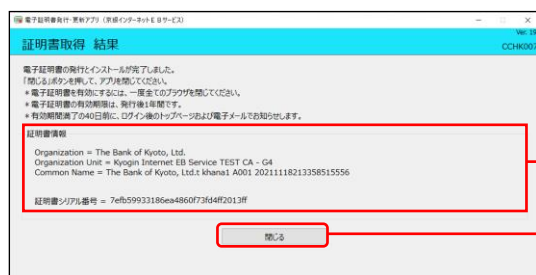 電子証明書発行・更新アプリ（京銀インターネットＥＢサービス）
Ver. 19
証明書取得 結果
CCHK007
電子証明書の発行とインストールが完了しました。
「閉じる」ボタンを押して、アプリを閉じてください。
＊電子証明書を有効にするには、一度全てのブラウザを閉じてください。
＊電子証明書の有効期限は、発行後1年間です。
＊有効期間満了の40日前に、ログイン後のトップページおよび電子メールでお知らせします。
証明書情報
Organization = The Bank of Kyoto, Ltd.
Organization Unit = Kyogin Internet EB Service TEST CA - G4
Common Name = The Bank of Kyoto, Ltd.t khana1 A001 20211118213358515556
証明書シリアル番号 = 7efb59933186ea4860f73fd4ff2013ff
閉じる